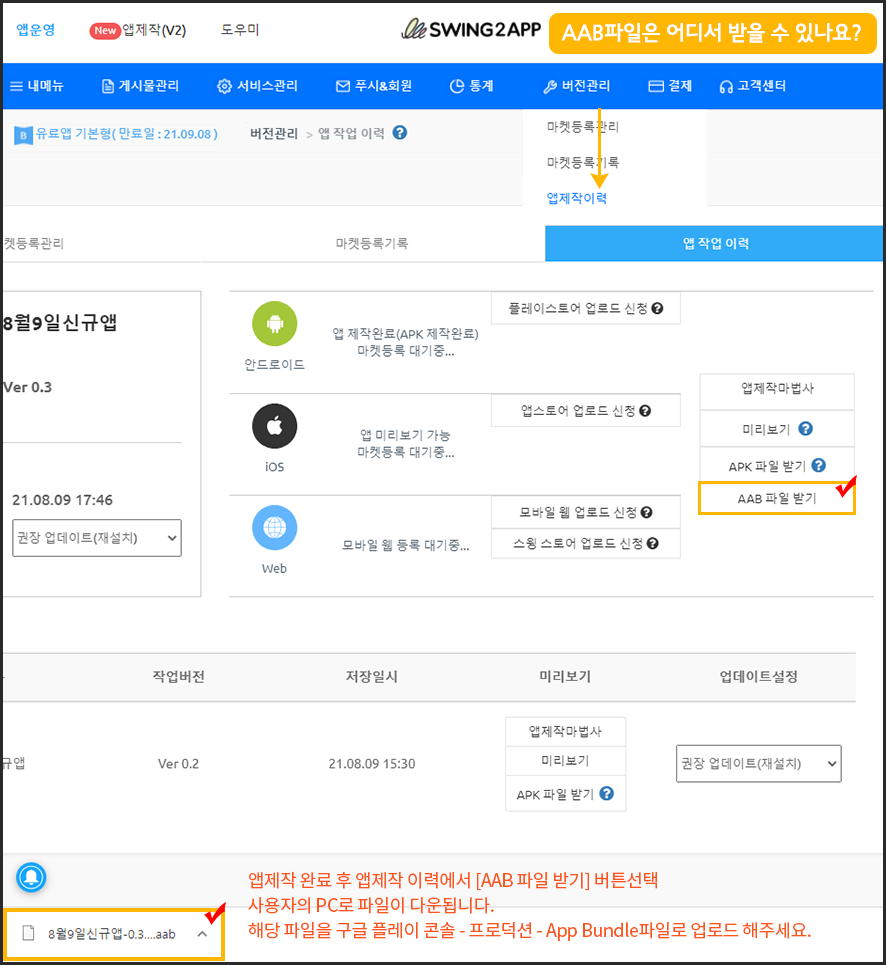 앱운영
New 앱제작(V2)
도우미
SWING2APP
AAB파일은 어디서 받을 수 있나요?
내메뉴
게시물관리
서비스관리
푸시&회원
통계
버전관리
결제
고객센터
B 유료앱 기본형( 만료일 : 21.09.08 )
버전관리 > 앱 작업 이력 ?
마켓등록관리
마켓등록기록
앱제작이력
켓등록관리
마켓등록기록
앱 작업 이력
8월9일신규앱
Ver 0.3
21.08.09 17:46
권장 업데이트(재설치)
안드로이드
앱 제작완료(APK 제작완료)
마켓등록 대기중...
플레이스토어 업로드 신청 ?
iOS
앱 미리보기 가능
마켓등록 대기중...
앱스토어 업로드 신청 ?
Web
모바일 웹 등록 대기중...
모바일 웹 업로드 신청 ?
스윙 스토어 업로드 신청 ?
앱제작마법사
미리보기 ?
APK 파일 받기 ?
AAB 파일 받기
작업버전
저장일시
미리보기
업데이트설정
규앱
Ver 0.2
21.08.09 15:30
앱제작마법사
미리보기
APK 파일 받기 ?
권장 업데이트(재설치)
앱제작 완료 후 앱제작 이력에서 [AAB 파일 받기] 버튼선택
사용자의 PC로 파일이 다운됩니다.
해당 파일을 구글 플레이 콘솔 - 프로덕션 - App Bundle파일로 업로드 해주세요.
8월9일신규앱-0.3....aab